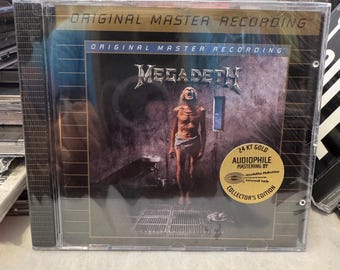 ORIGINAL MASTER RECORDING
ORIGINAL MASTER RECORDING
MEGADETH
24 KT GOLD
AUDIOPHILE
MASTERING BY
COLLECTOR'S EDITION